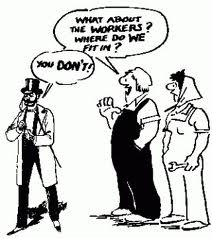 WHAT ABOUT
THE WORKERS?
WHERE DO WE
FIT IN?
YOU DON'T!